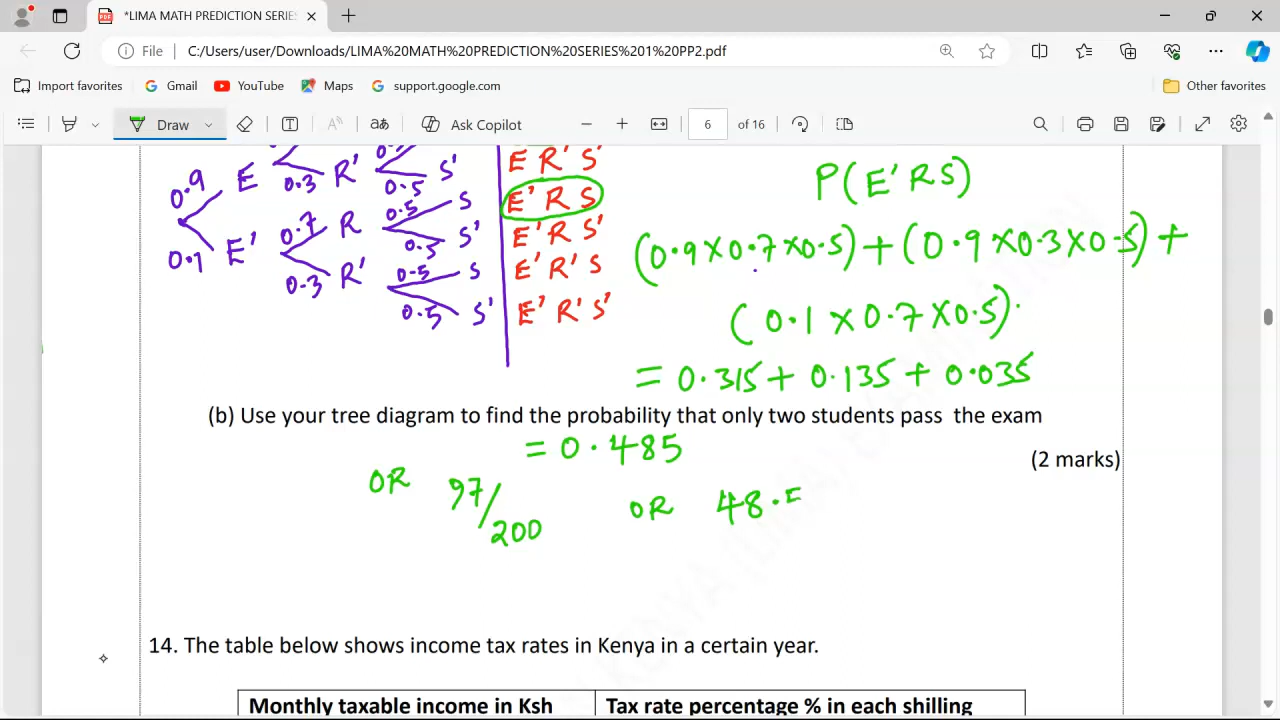 *LIMA MATH PREDICTION SERIE
File C:/Users/user/Downloads/LIMA%20MATH%20PREDICTION%20SERIES%201%20PP2.pdf
Import favorites Gmail YouTube Maps support.google.com Other favorites
Draw Ask Copilot 6 of 16
E R' S'
0.9 E 0.3 R' 0.5 S'
P(E'RS)
E' R S
0.7 R 0.5 S
0.1 E' 0.5 S' E' R S'
(0.9×0.7×0.5)+(0.9×0.3×0.5)+
0.3 R' 0.5 S E' R' S
0.5 S' E' R' S'
(0.1×0.7×0.5)
= 0.315+ 0.135 + 0.035
(b) Use your tree diagram to find the probability that only two students pass the exam
= 0.485
(2 marks)
OR 97/200 OR 48.5
14. The table below shows income tax rates in Kenya in a certain year.
Monthly taxable income in Ksh Tax rate percentage % in each shilling